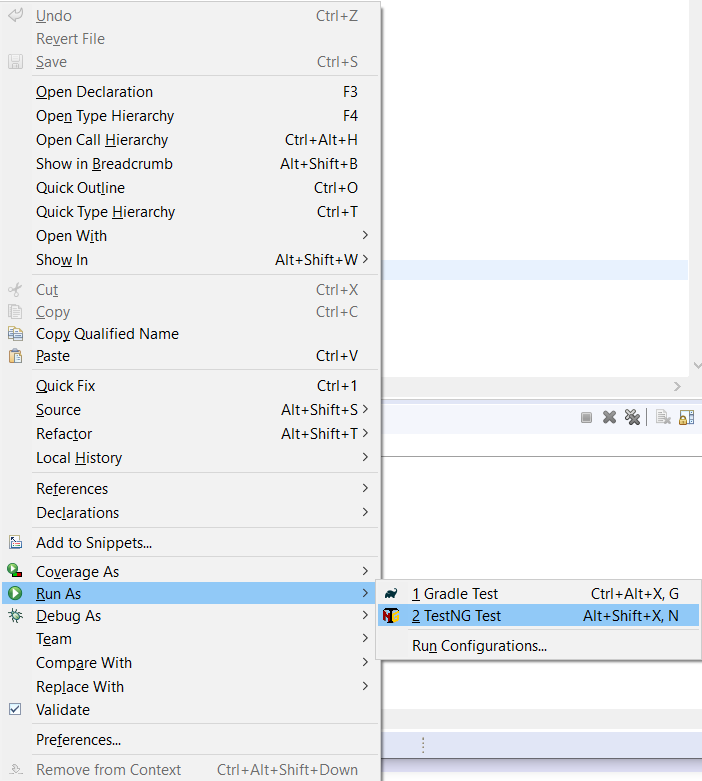 Undo Ctrl+Z
Revert File
Save Ctrl+S
Open Declaration F3
Open Type Hierarchy F4
Open Call Hierarchy Ctrl+Alt+H
Show in Breadcrumb Alt+Shift+B
Quick Outline Ctrl+O
Quick Type Hierarchy Ctrl+T
Open With
Show In Alt+Shift+W
Cut Ctrl+X
Copy Ctrl+C
Copy Qualified Name
Paste Ctrl+V
Quick Fix Ctrl+1
Source Alt+Shift+S
Refactor Alt+Shift+T
Local History
References
Declarations
Add to Snippets...
Coverage As
Run As
1 Gradle Test Ctrl+Alt+X, G
Debug As
2 TestNG Test Alt+Shift+X, N
Team
Run Configurations...
Compare With
Replace With
Validate
Preferences...
Remove from Context Ctrl+Alt+Shift+Down